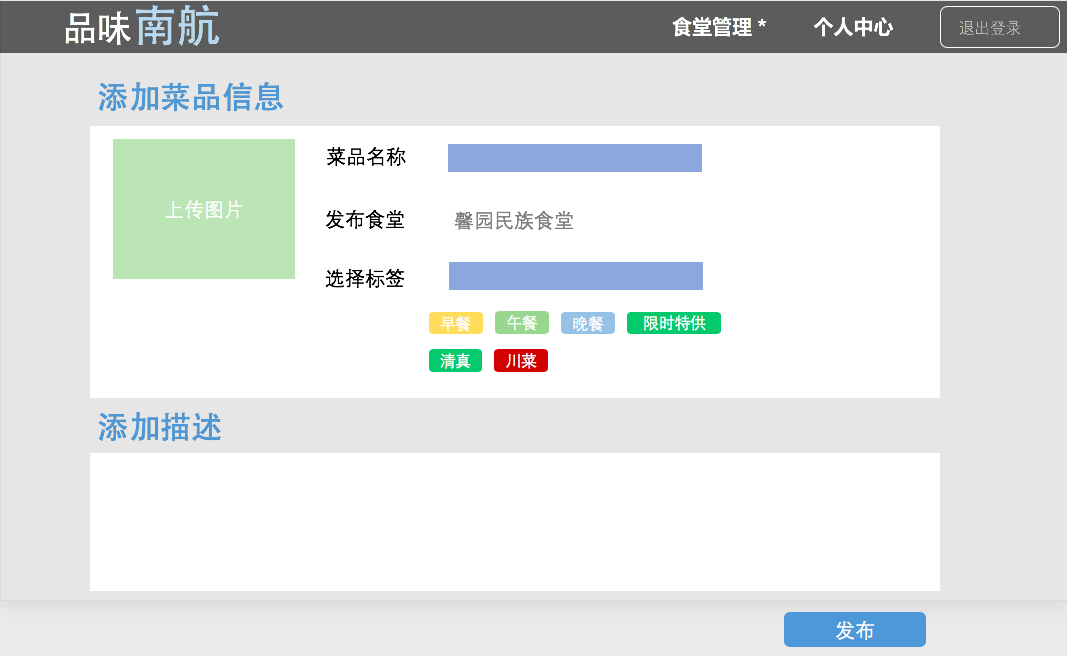 品味南航 食堂管理 * 个人中心 退出登录
添加菜品信息
上传图片
菜品名称
发布食堂 馨园民族食堂
选择标签
早餐 午餐 晚餐 限时特供
清真 川菜
添加描述
发布